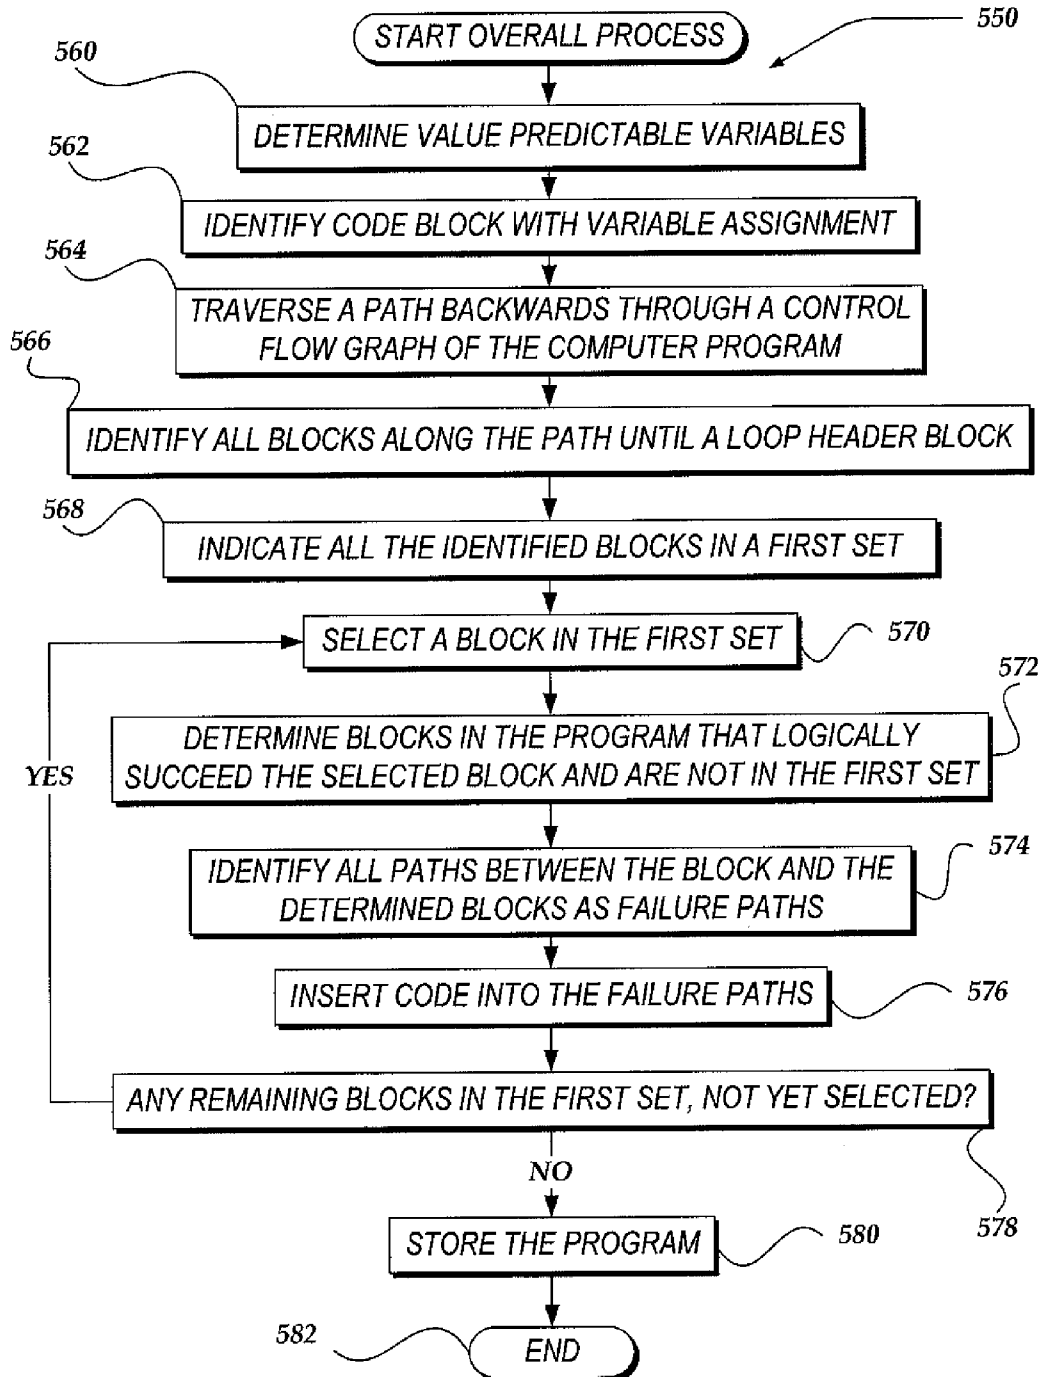 START OVERALL PROCESS
550
560
DETERMINE VALUE PREDICTABLE VARIABLES
562
IDENTIFY CODE BLOCK WITH VARIABLE ASSIGNMENT
564
TRAVERSE A PATH BACKWARDS THROUGH A CONTROL
FLOW GRAPH OF THE COMPUTER PROGRAM
566
IDENTIFY ALL BLOCKS ALONG THE PATH UNTIL A LOOP HEADER BLOCK
568
INDICATE ALL THE IDENTIFIED BLOCKS IN A FIRST SET
SELECT A BLOCK IN THE FIRST SET
570
572
DETERMINE BLOCKS IN THE PROGRAM THAT LOGICALLY
SUCCEED THE SELECTED BLOCK AND ARE NOT IN THE FIRST SET
YES
574
IDENTIFY ALL PATHS BETWEEN THE BLOCK AND THE
DETERMINED BLOCKS AS FAILURE PATHS
INSERT CODE INTO THE FAILURE PATHS
576
ANY REMAINING BLOCKS IN THE FIRST SET, NOT YET SELECTED?
NO
578
STORE THE PROGRAM
580
582
END